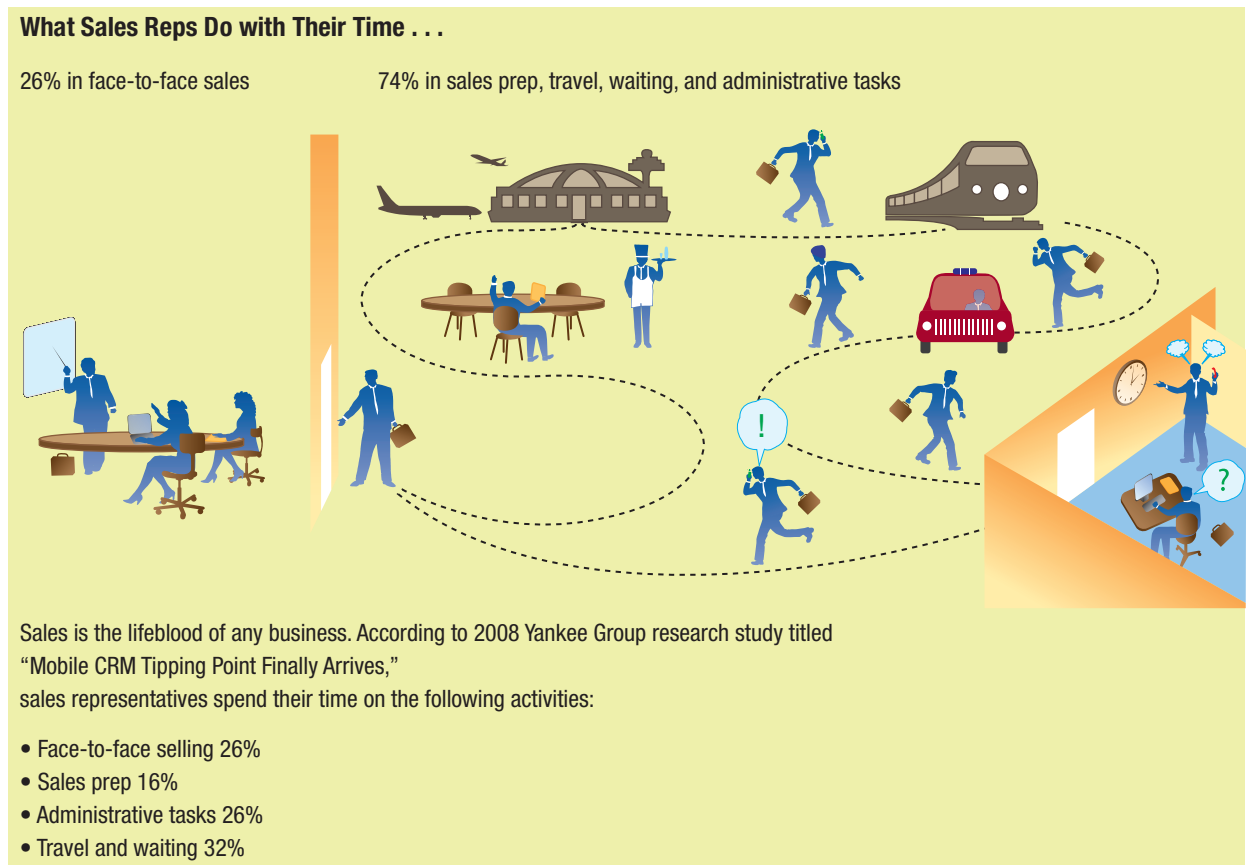 What Sales Reps Do with Their Time . . .
26% in face-to-face sales
74% in sales prep, travel, waiting, and administrative tasks
!
?
Sales is the lifeblood of any business. According to 2008 Yankee Group research study titled
“Mobile CRM Tipping Point Finally Arrives,”
sales representatives spend their time on the following activities:
• Face-to-face selling 26%
• Sales prep 16%
• Administrative tasks 26%
• Travel and waiting 32%